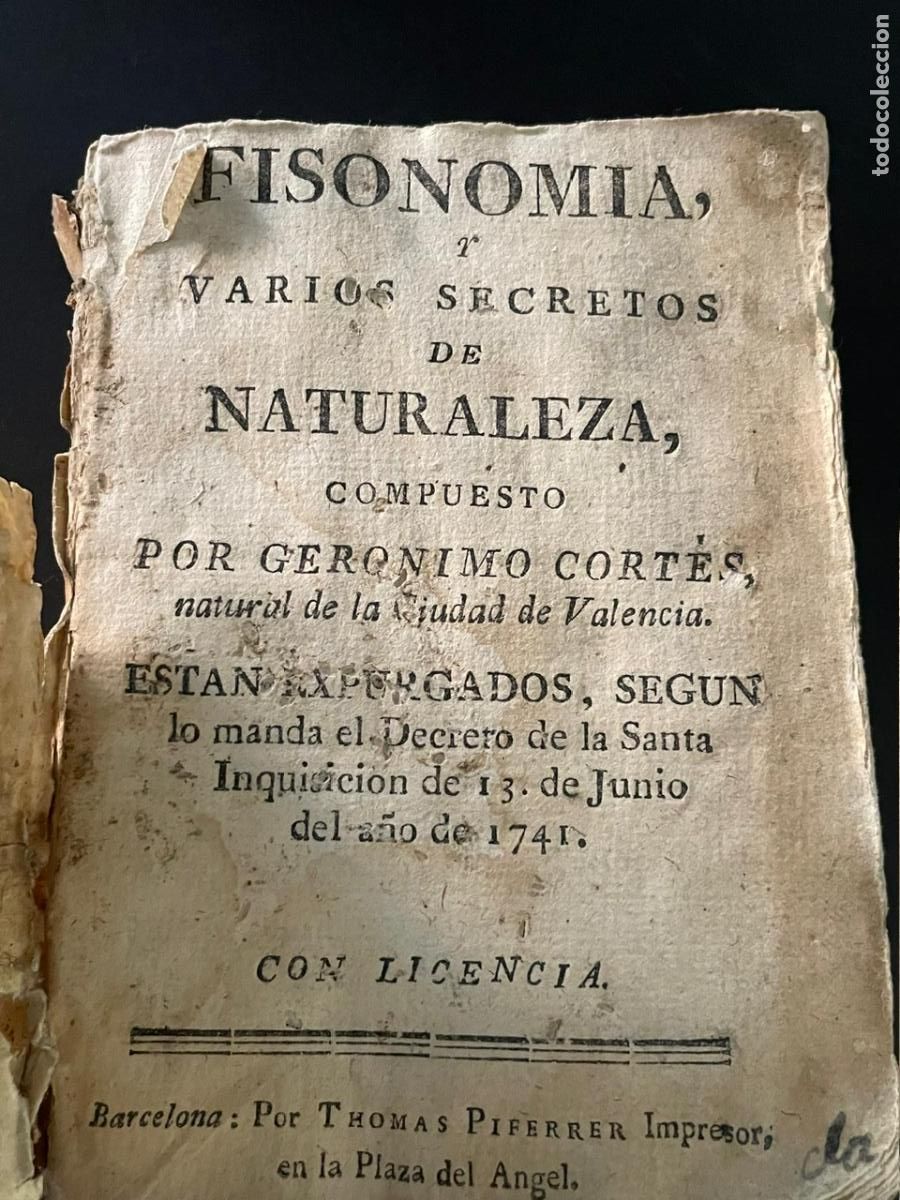 FISONOMIA,
Y
VARIOS SECRETOS
DE
NATURALEZA,
COMPUESTO
POR GERONIMO CORTÈS,
natural de la Ciudad de Valencia.
ESTAN EXPURGADOS, SEGUN
lo manda el Decreto de la Santa
Inquisicion de 13. de Junio
del año de 1741.
CON LICENCIA.
Barcelona: Por THOMAS PIFERRER Impresor;
en la Plaza del Angel.
todocoleccion